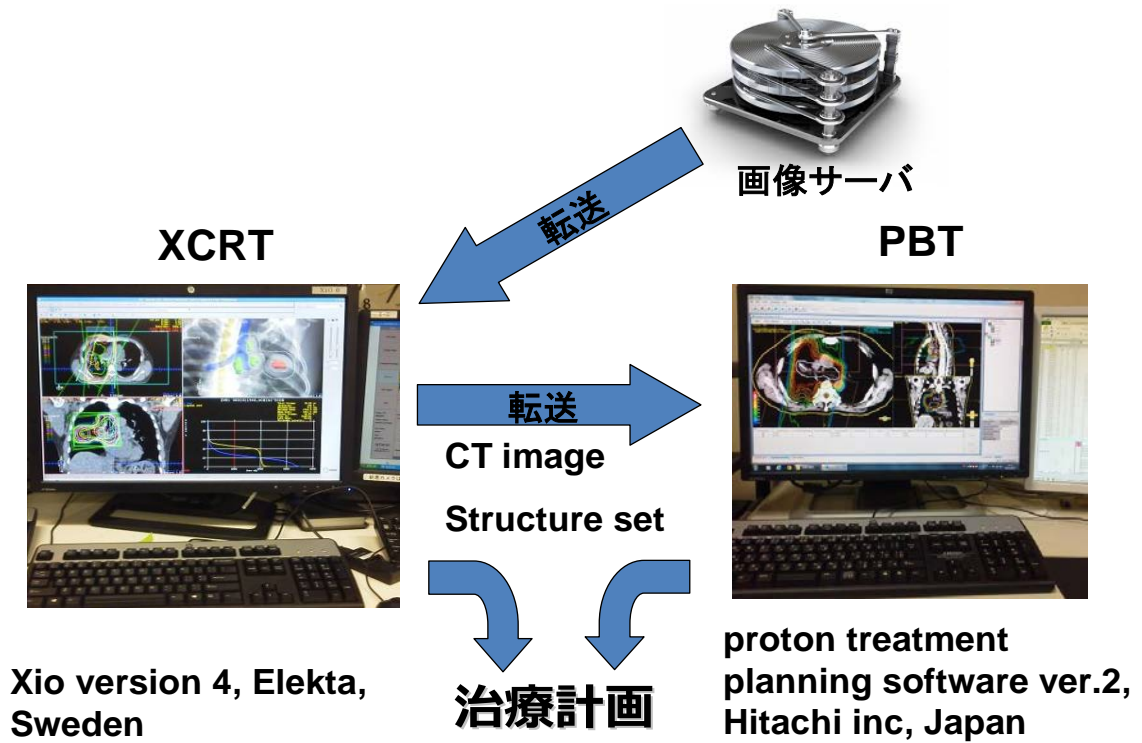 画像サーバ
転送
XCRT
PBT
転送
CT image
Structure set
Xio version 4, Elekta,
Sweden
治療計画
proton treatment
planning software ver.2,
Hitachi inc, Japan